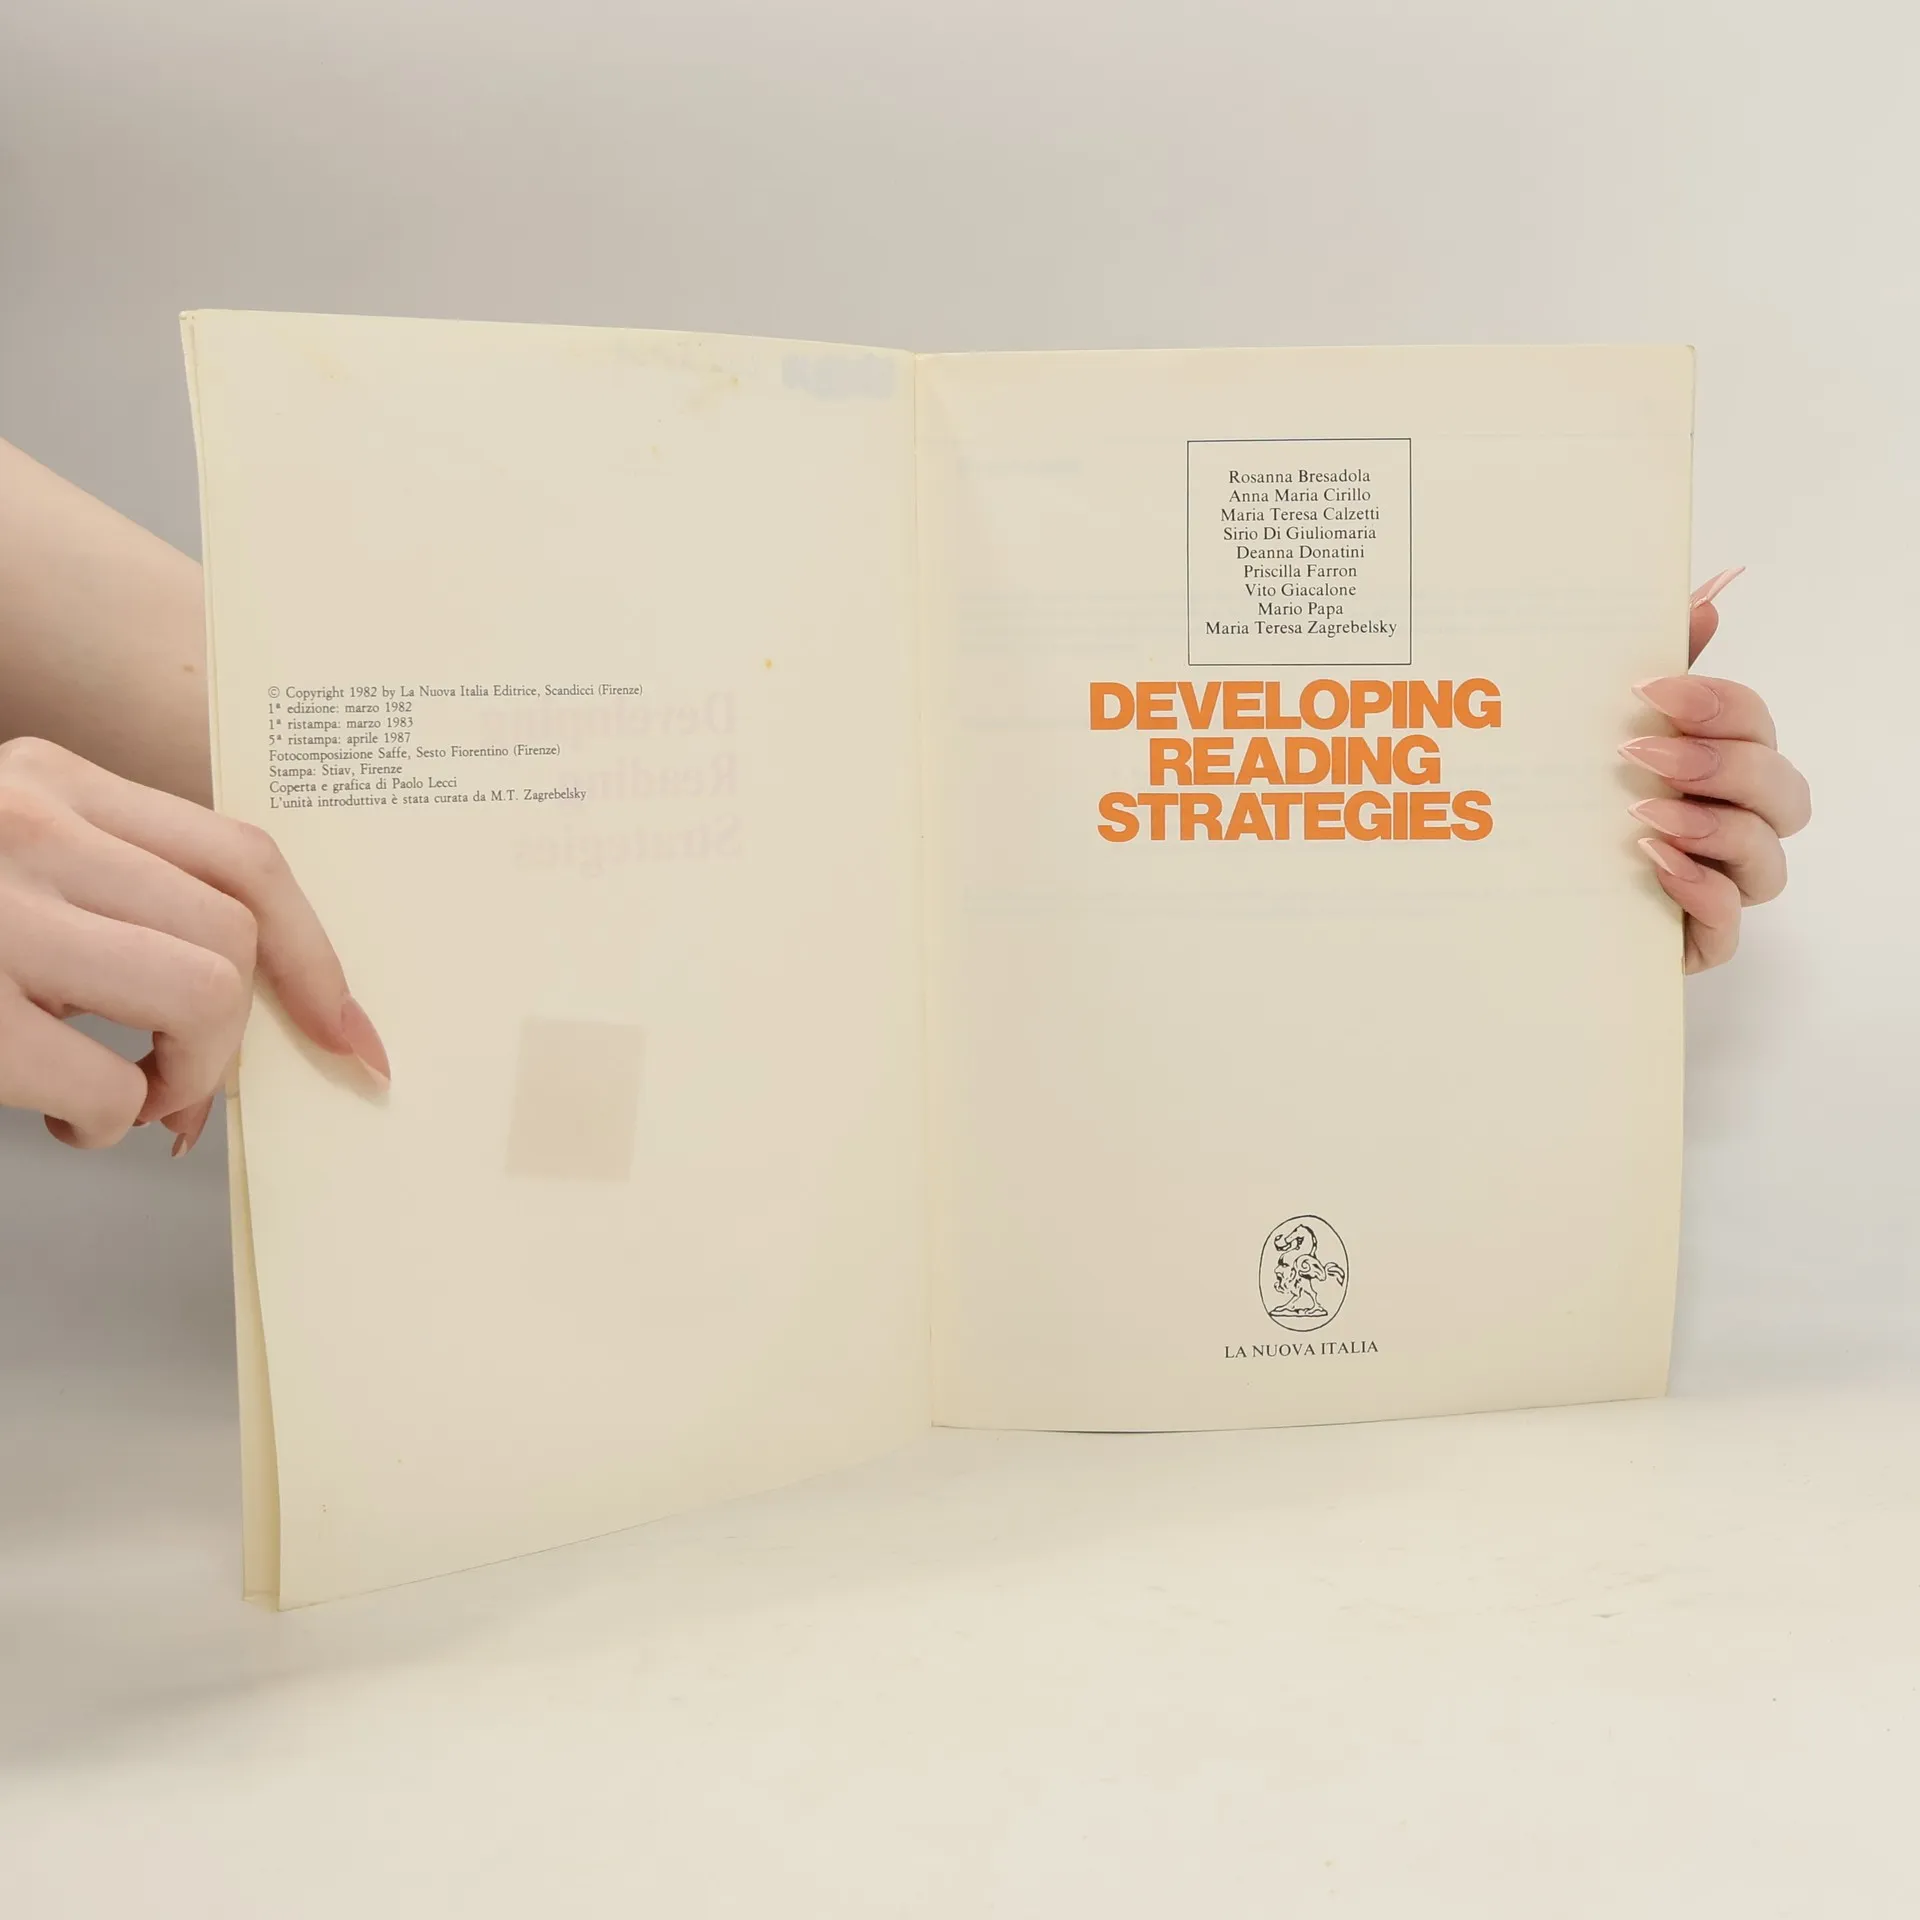 © Copyright 1982 by La Nuova Italia Editrice, Scandicci (Firenze)
1ª edizione: marzo 1982
1ª ristampa: marzo 1983
5ª ristampa: aprile 1987
Fotocomposizione Saffe, Sesto Fiorentino (Firenze)
Stampa: Stiav, Firenze
Coperta e grafica di Paolo Lecci
L'unità introduttiva è stata curata da M.T. Zagrebelsky
Developing
Reading
Strategies
Rosanna Bresadola
Anna Maria Cirillo
Maria Teresa Calzetti
Sirio Di Giuliomaria
Deanna Donatini
Priscilla Farron
Vito Giacalone
Mario Papa
Maria Teresa Zagrebelsky
DEVELOPING
READING
STRATEGIES
LA NUOVA ITALIA